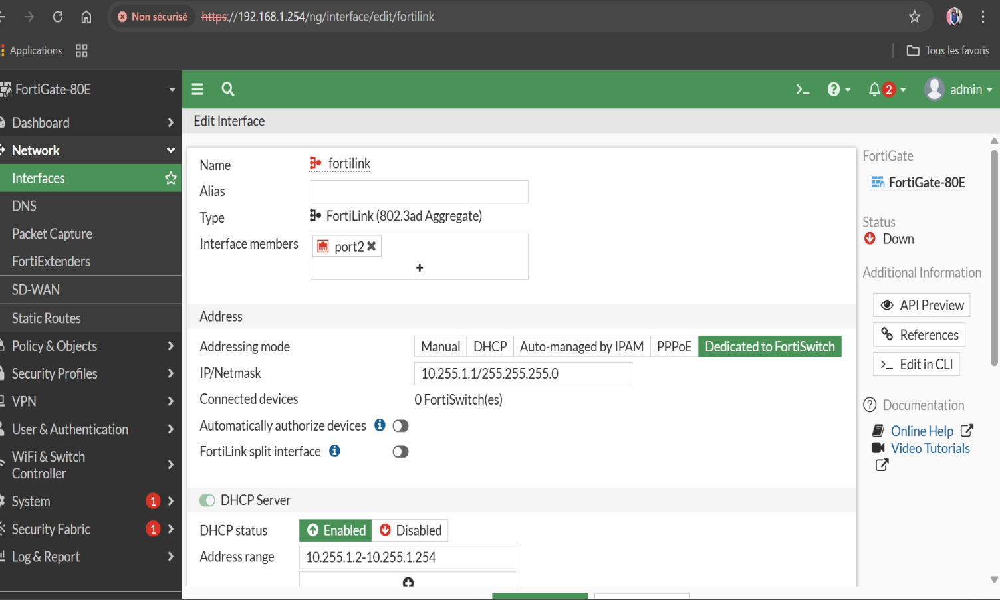 Non sécurisé https://192.168.1.254/ng/interface/edit/fortilink
Applications Tous les favoris
FortiGate-80E
2 admin
Dashboard
Network
Interfaces
DNS
Packet Capture
FortiExtenders
SD-WAN
Static Routes
Policy & Objects
Security Profiles
VPN
User & Authentication
WiFi & Switch
Controller
System 1
Security Fabric 1
Log & Report
Edit Interface
Name fortilink
Alias
Type FortiLink (802.3ad Aggregate)
Interface members port2
+
Address
Addressing mode Manual DHCP Auto-managed by IPAM PPPoE Dedicated to FortiSwitch
IP/Netmask 10.255.1.1/255.255.255.0
Connected devices 0 FortiSwitch(es)
Automatically authorize devices
FortiLink split interface
DHCP Server
DHCP status Enabled Disabled
Address range 10.255.1.2-10.255.1.254
FortiGate
FortiGate-80E
Status
Down
Additional Information
API Preview
References
>_ Edit in CLI
Documentation
Online Help
Video Tutorials